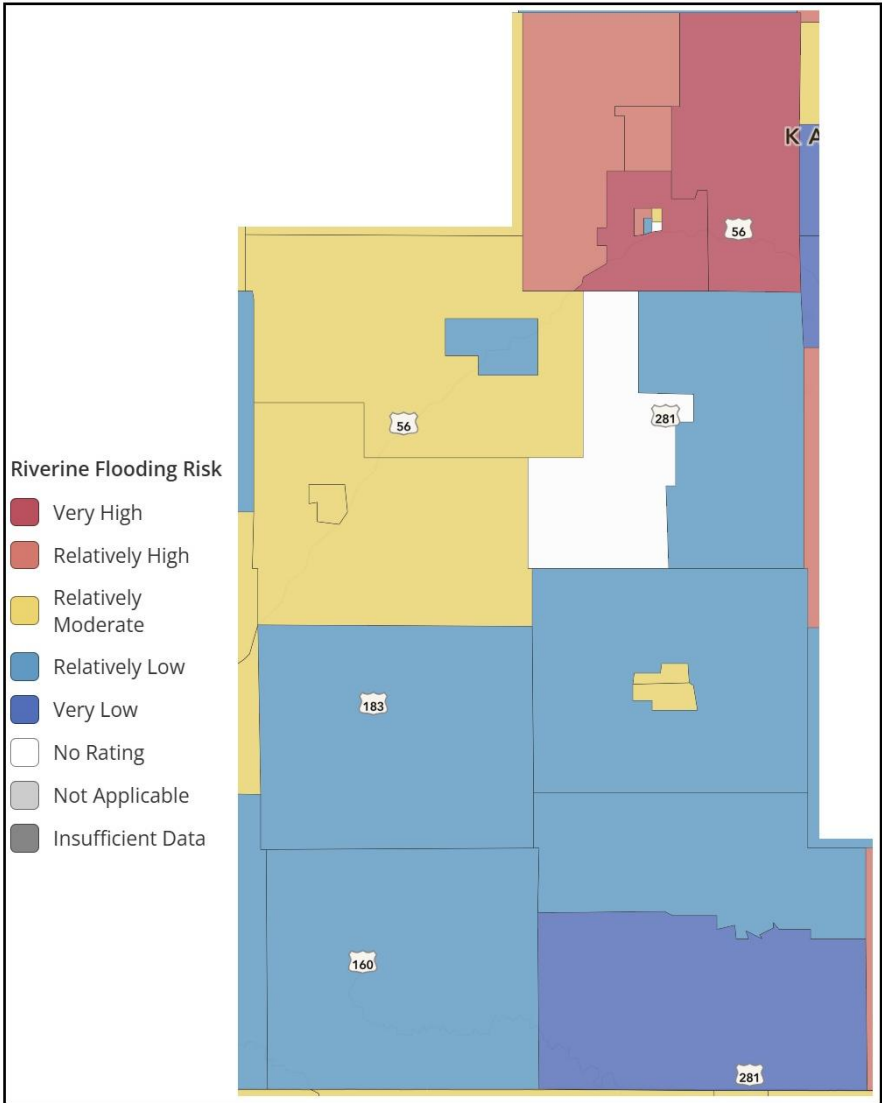 K A
56
56
281
Riverine Flooding Risk
Very High
Relatively High
Relatively
Moderate
Relatively Low
Very Low
No Rating
Not Applicable
Insufficient Data
183
160
281